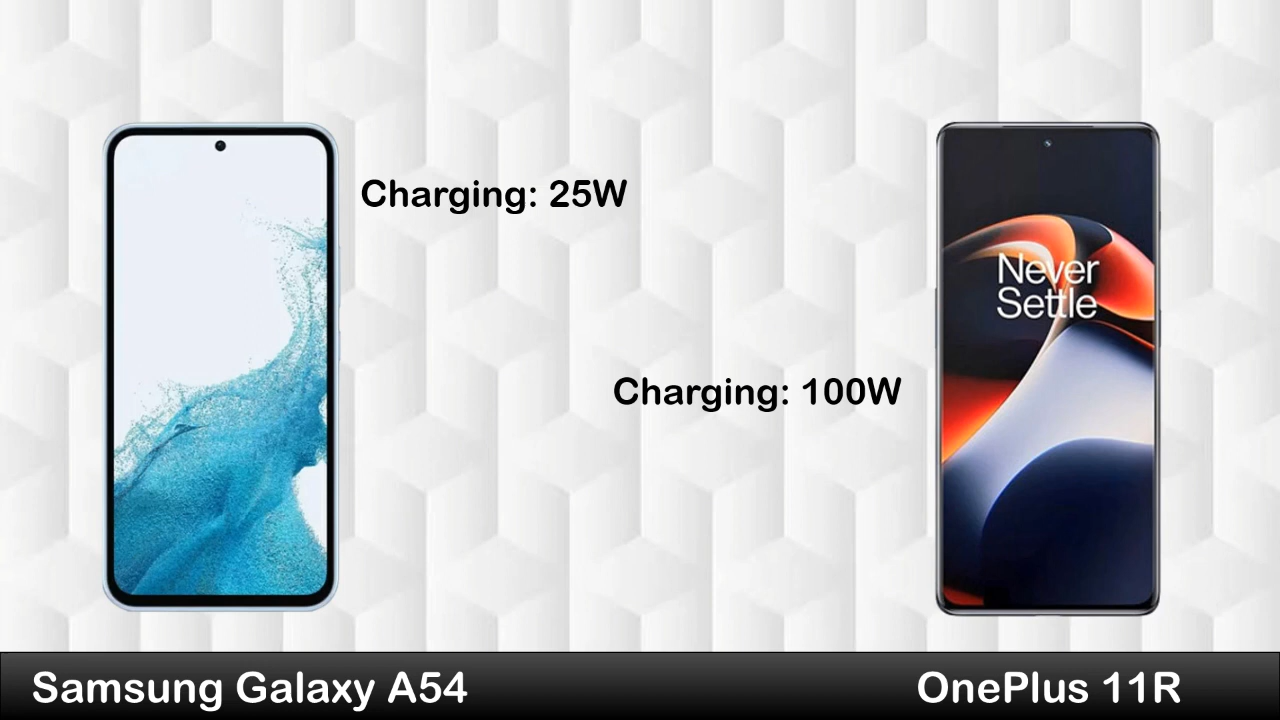 Charging: 25W
Never
Settle
Charging: 100W
Samsung Galaxy A54
OnePlus 11R